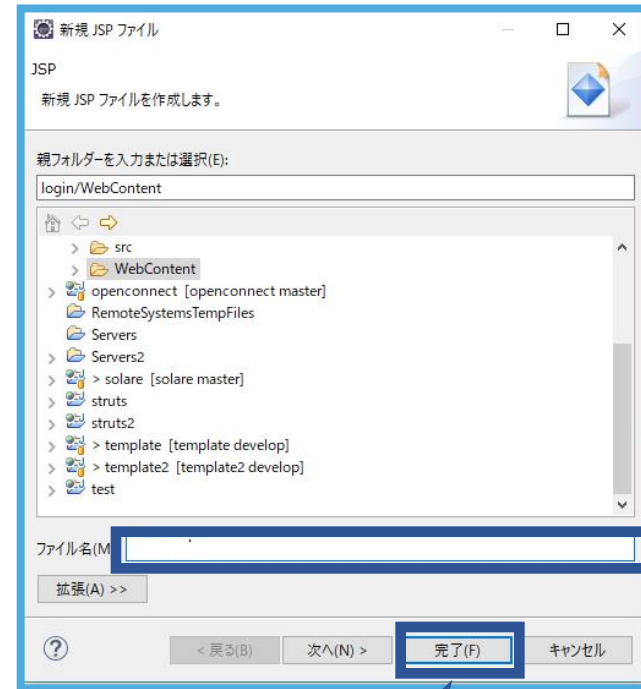 新規 JSP ファイル
JSP
新規 JSP ファイルを作成します。
親フォルダーを入力または選択(E):
login/WebContent
src
WebContent
openconnect [openconnect master]
RemoteSystemsTempFiles
Servers
Servers2
> solare [solare master]
struts
struts2
> template [template develop]
> template2 [template2 develop]
test
ファイル名(M
拡張(A) >>
< 戻る(B) 次へ(N) > 完了(F) キャンセル